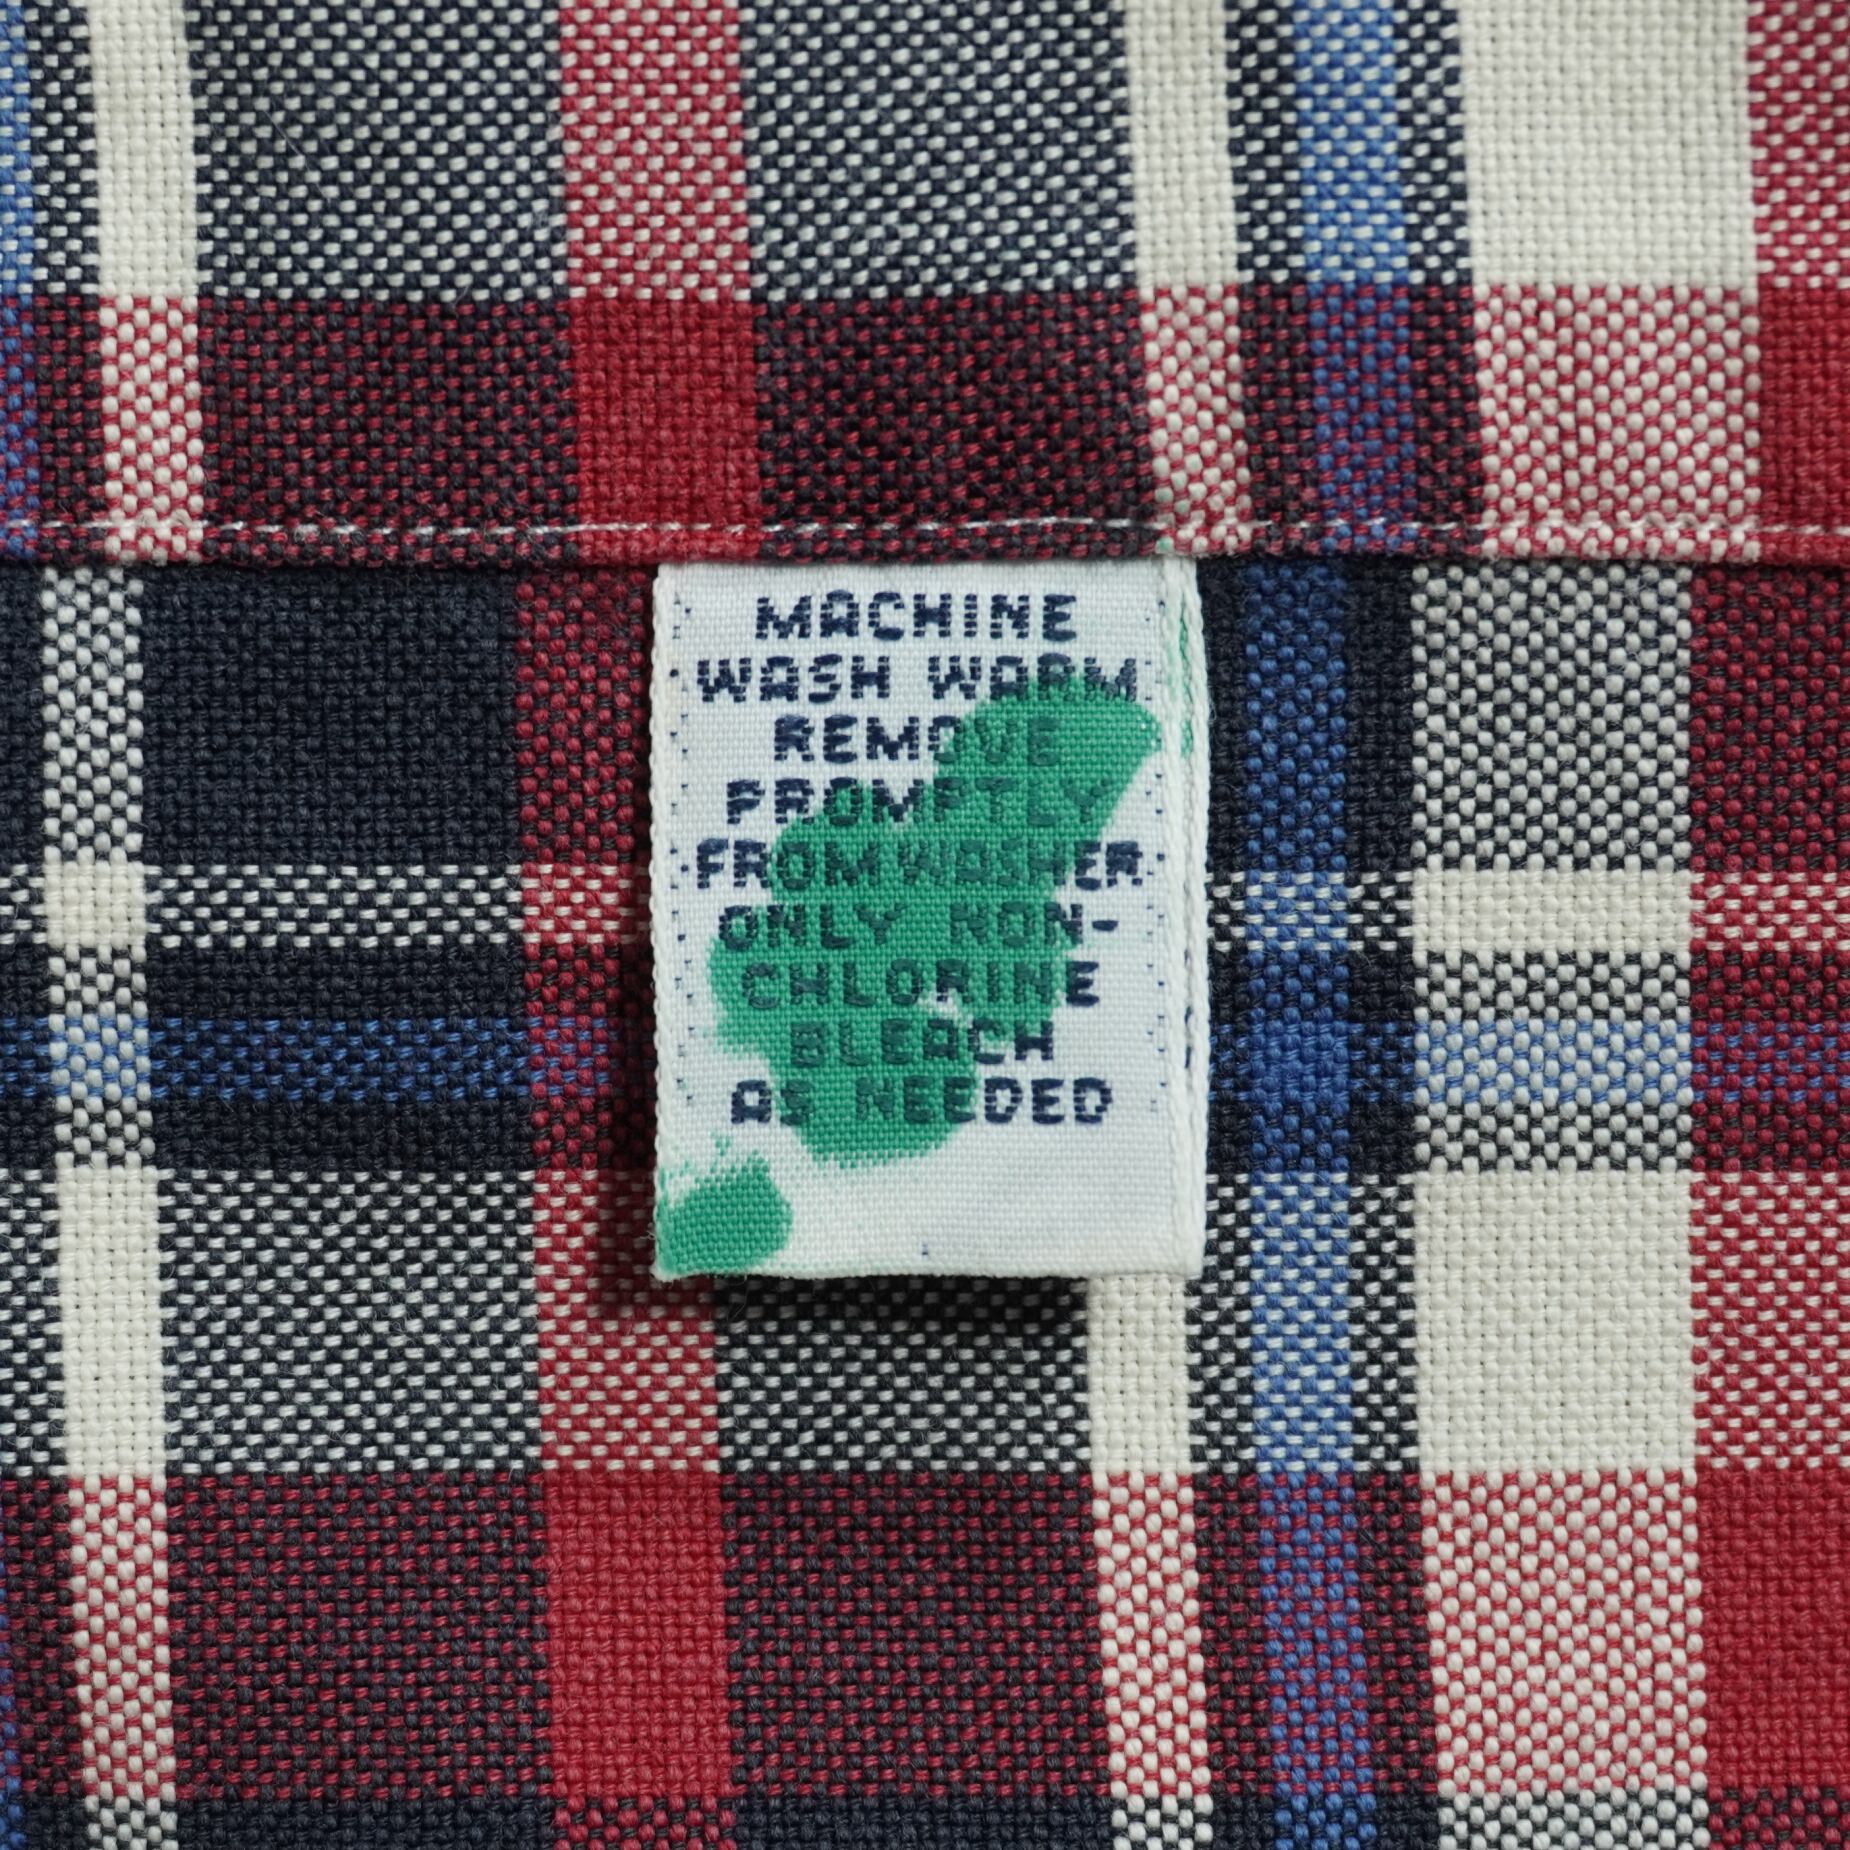 MACHINE
WASH WARM
REMOVE
PROMPTLY
FROM WASHER
ONLY NON-
CHLORINE
BLEACH
AS NEEDED